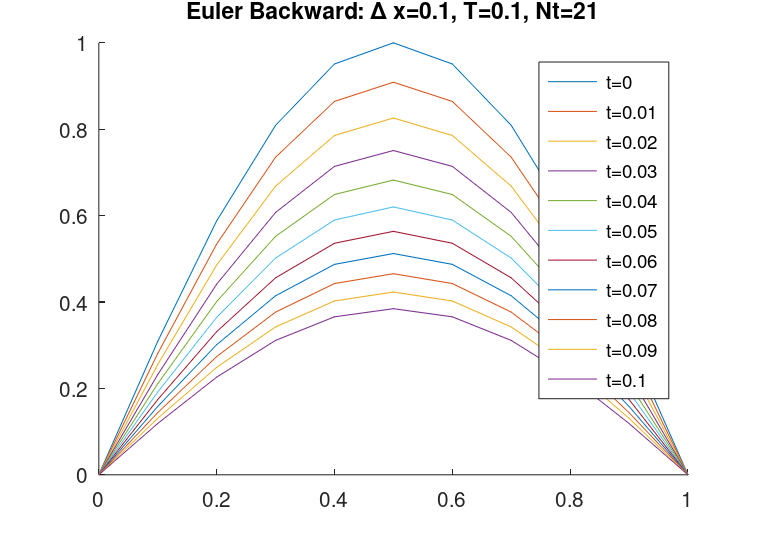 Euler Backward: Δ x=0.1, T=0.1, Nt=21
1
0.8
0.6
0.4
0.2
0
0
0.2
0.4
0.6
0.8
1
t=0
t=0.01
t=0.02
t=0.03
t=0.04
t=0.05
t=0.06
t=0.07
t=0.08
t=0.09
t=0.1